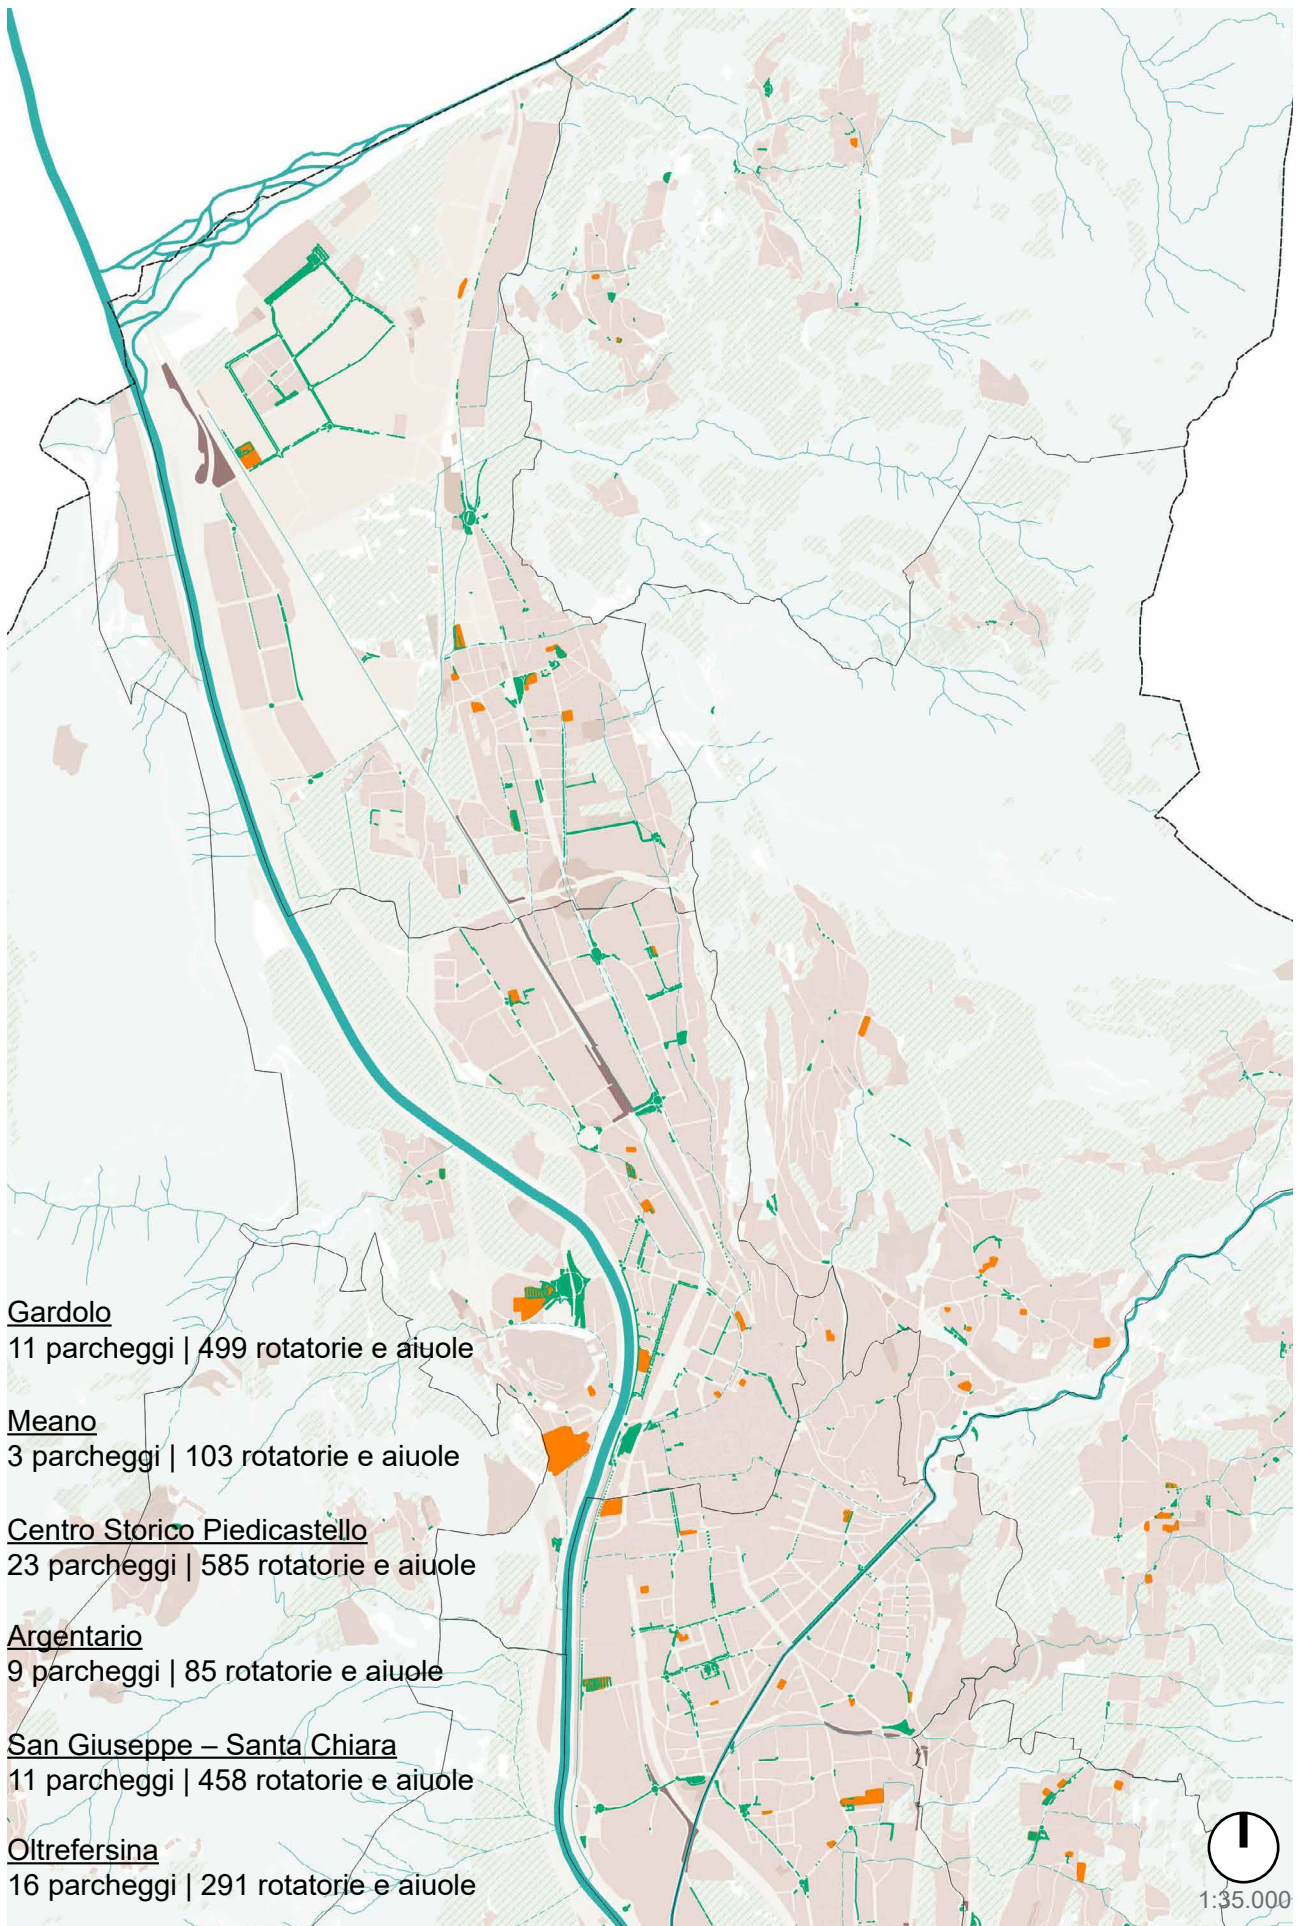 Gardolo
11 parcheggi | 499 rotatorie e aiuole
Meano
3 parcheggi | 103 rotatorie e aiuole
Centro Storico Piedicastello
23 parcheggi | 585 rotatorie e aiuole
Argentario
9 parcheggi | 85 rotatorie e aiuole
San Giuseppe – Santa Chiara
11 parcheggi | 458 rotatorie e aiuole
Oltrefersina
16 parcheggi | 291 rotatorie e aiuole
1:35.000